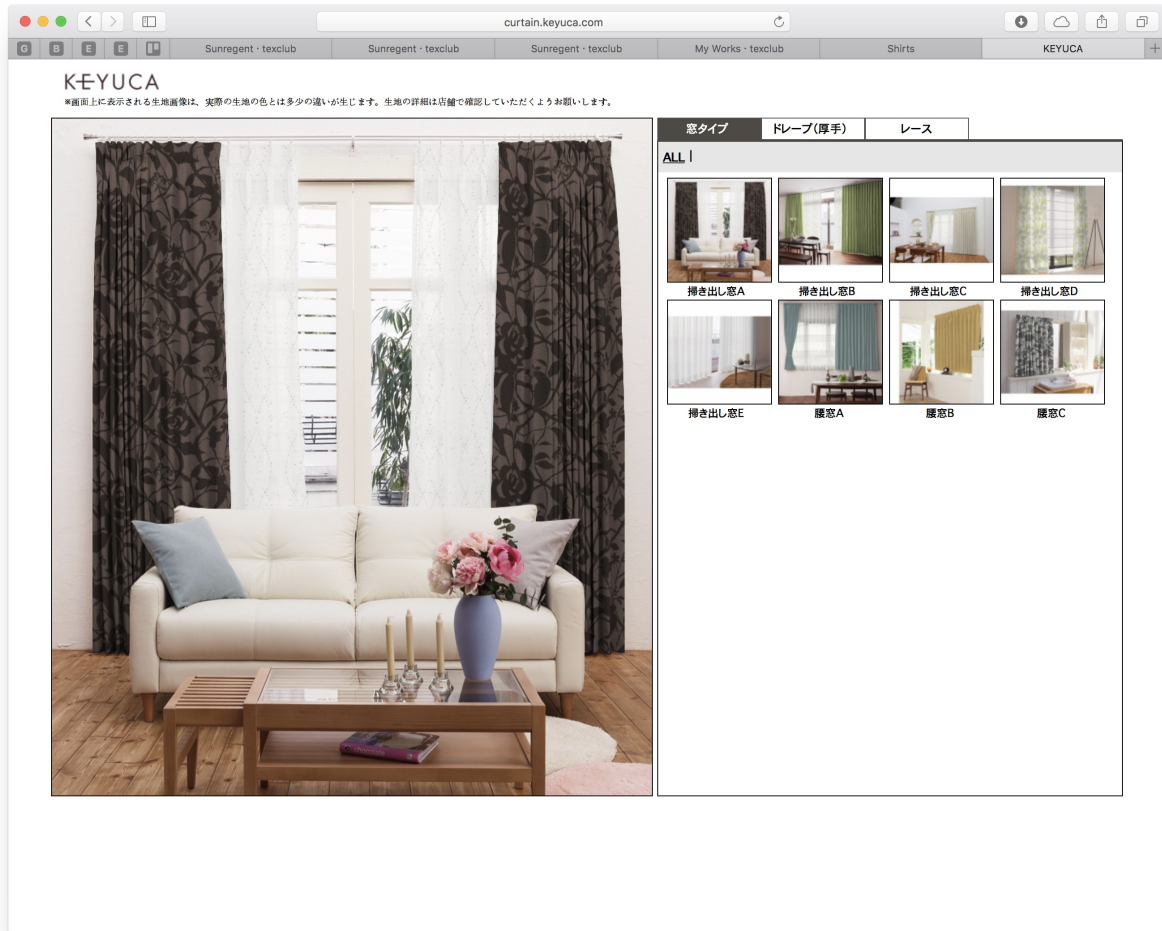 curtain.keyuca.com
G B E E Sunregent · texclub Sunregent · texclub Sunregent · texclub My Works · texclub Shirts KEYUCA
KEYUCA
※画面上に表示される生地画像は、実際の生地の色とは多少の違いが生じます。生地の詳細は店舗で確認していただくようお願いします。
窓タイプ ドレープ(厚手) レース
ALL |
掃き出し窓A 掃き出し窓B 掃き出し窓C 掃き出し窓D
掃き出し窓E 腰窓A 腰窓B 腰窓C